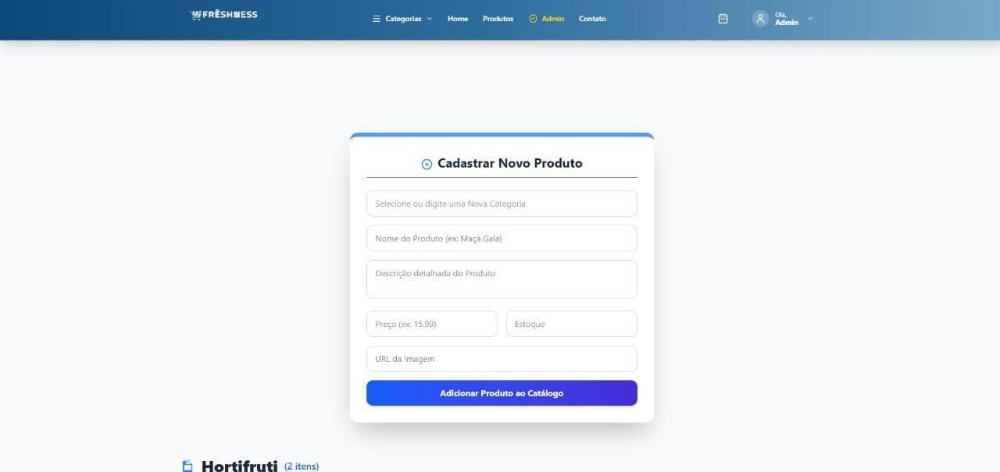 FRÊSHNESS
Categorias Home Produtos Admin Contato
Olá,
Admin
Cadastrar Novo Produto
Selecione ou digite uma Nova Categoria
Nome do Produto (ex: Maçã Gala)
Descrição detalhada do Produto
Preço (ex: 15.99) Estoque
URL da Imagem
Adicionar Produto ao Catálogo
Hortifruti (2 itens)